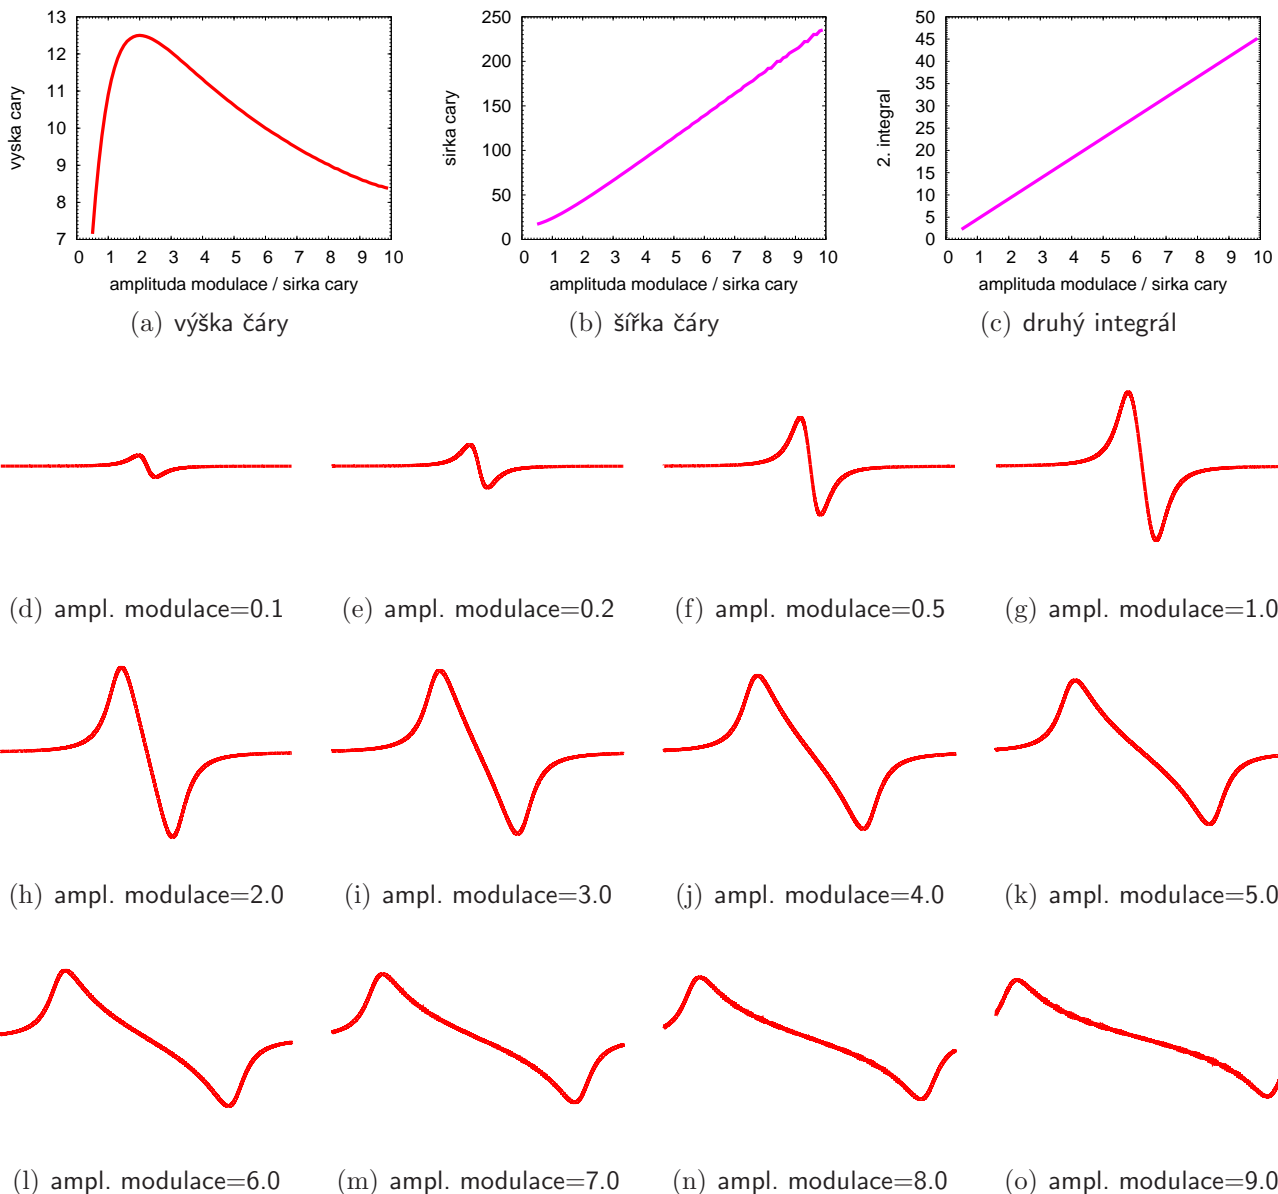 13
12
11
10
9
8
7
vyska cary
0 1 2 3 4 5 6 7 8 9 10
amplituda modulace / sirka cary
(a) výška čáry
250
200
150
100
50
0
sirka cary
0 1 2 3 4 5 6 7 8 9 10
amplituda modulace / sirka cary
(b) šířka čáry
50
45
40
35
30
25
20
15
10
5
0
2. integral
0 1 2 3 4 5 6 7 8 9 10
amplituda modulace / sirka cary
(c) druhý integrál
(d) ampl. modulace=0.1
(e) ampl. modulace=0.2
(f) ampl. modulace=0.5
(g) ampl. modulace=1.0
(h) ampl. modulace=2.0
(i) ampl. modulace=3.0
(j) ampl. modulace=4.0
(k) ampl. modulace=5.0
(l) ampl. modulace=6.0
(m) ampl. modulace=7.0
(n) ampl. modulace=8.0
(o) ampl. modulace=9.0